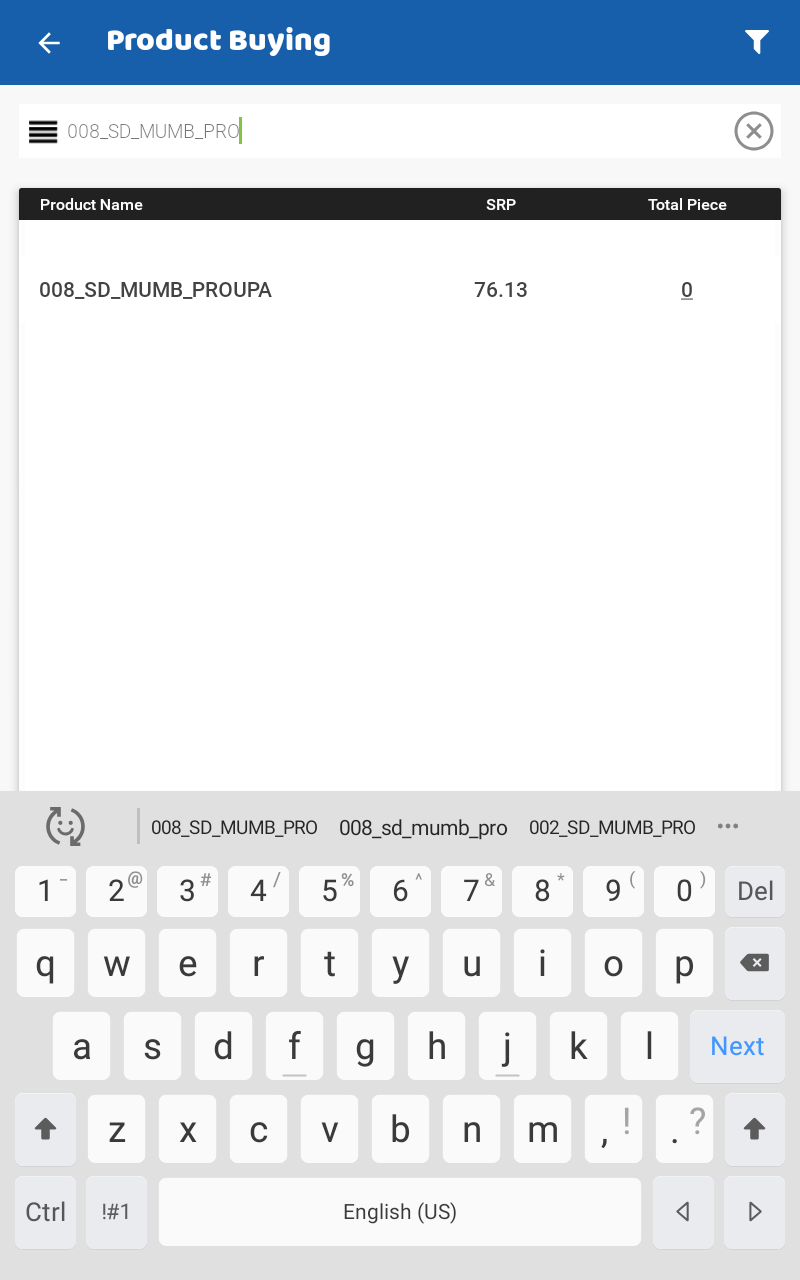 Product Buying
008_SD_MUMB_PRO
Product Name SRP Total Piece
008_SD_MUMB_PROUPA 76.13 0
008_SD_MUMB_PRO 008_sd_mumb_pro 002_SD_MUMB_PRO
1 - 2 @ 3 # 4 / 5 % 6 ^ 7 & 8 * 9 ( 0 ) Del
q w e r t y u i o p
a s d f g h j k l Next
z x c v b n m , ! . ?
Ctrl !#1 English (US)